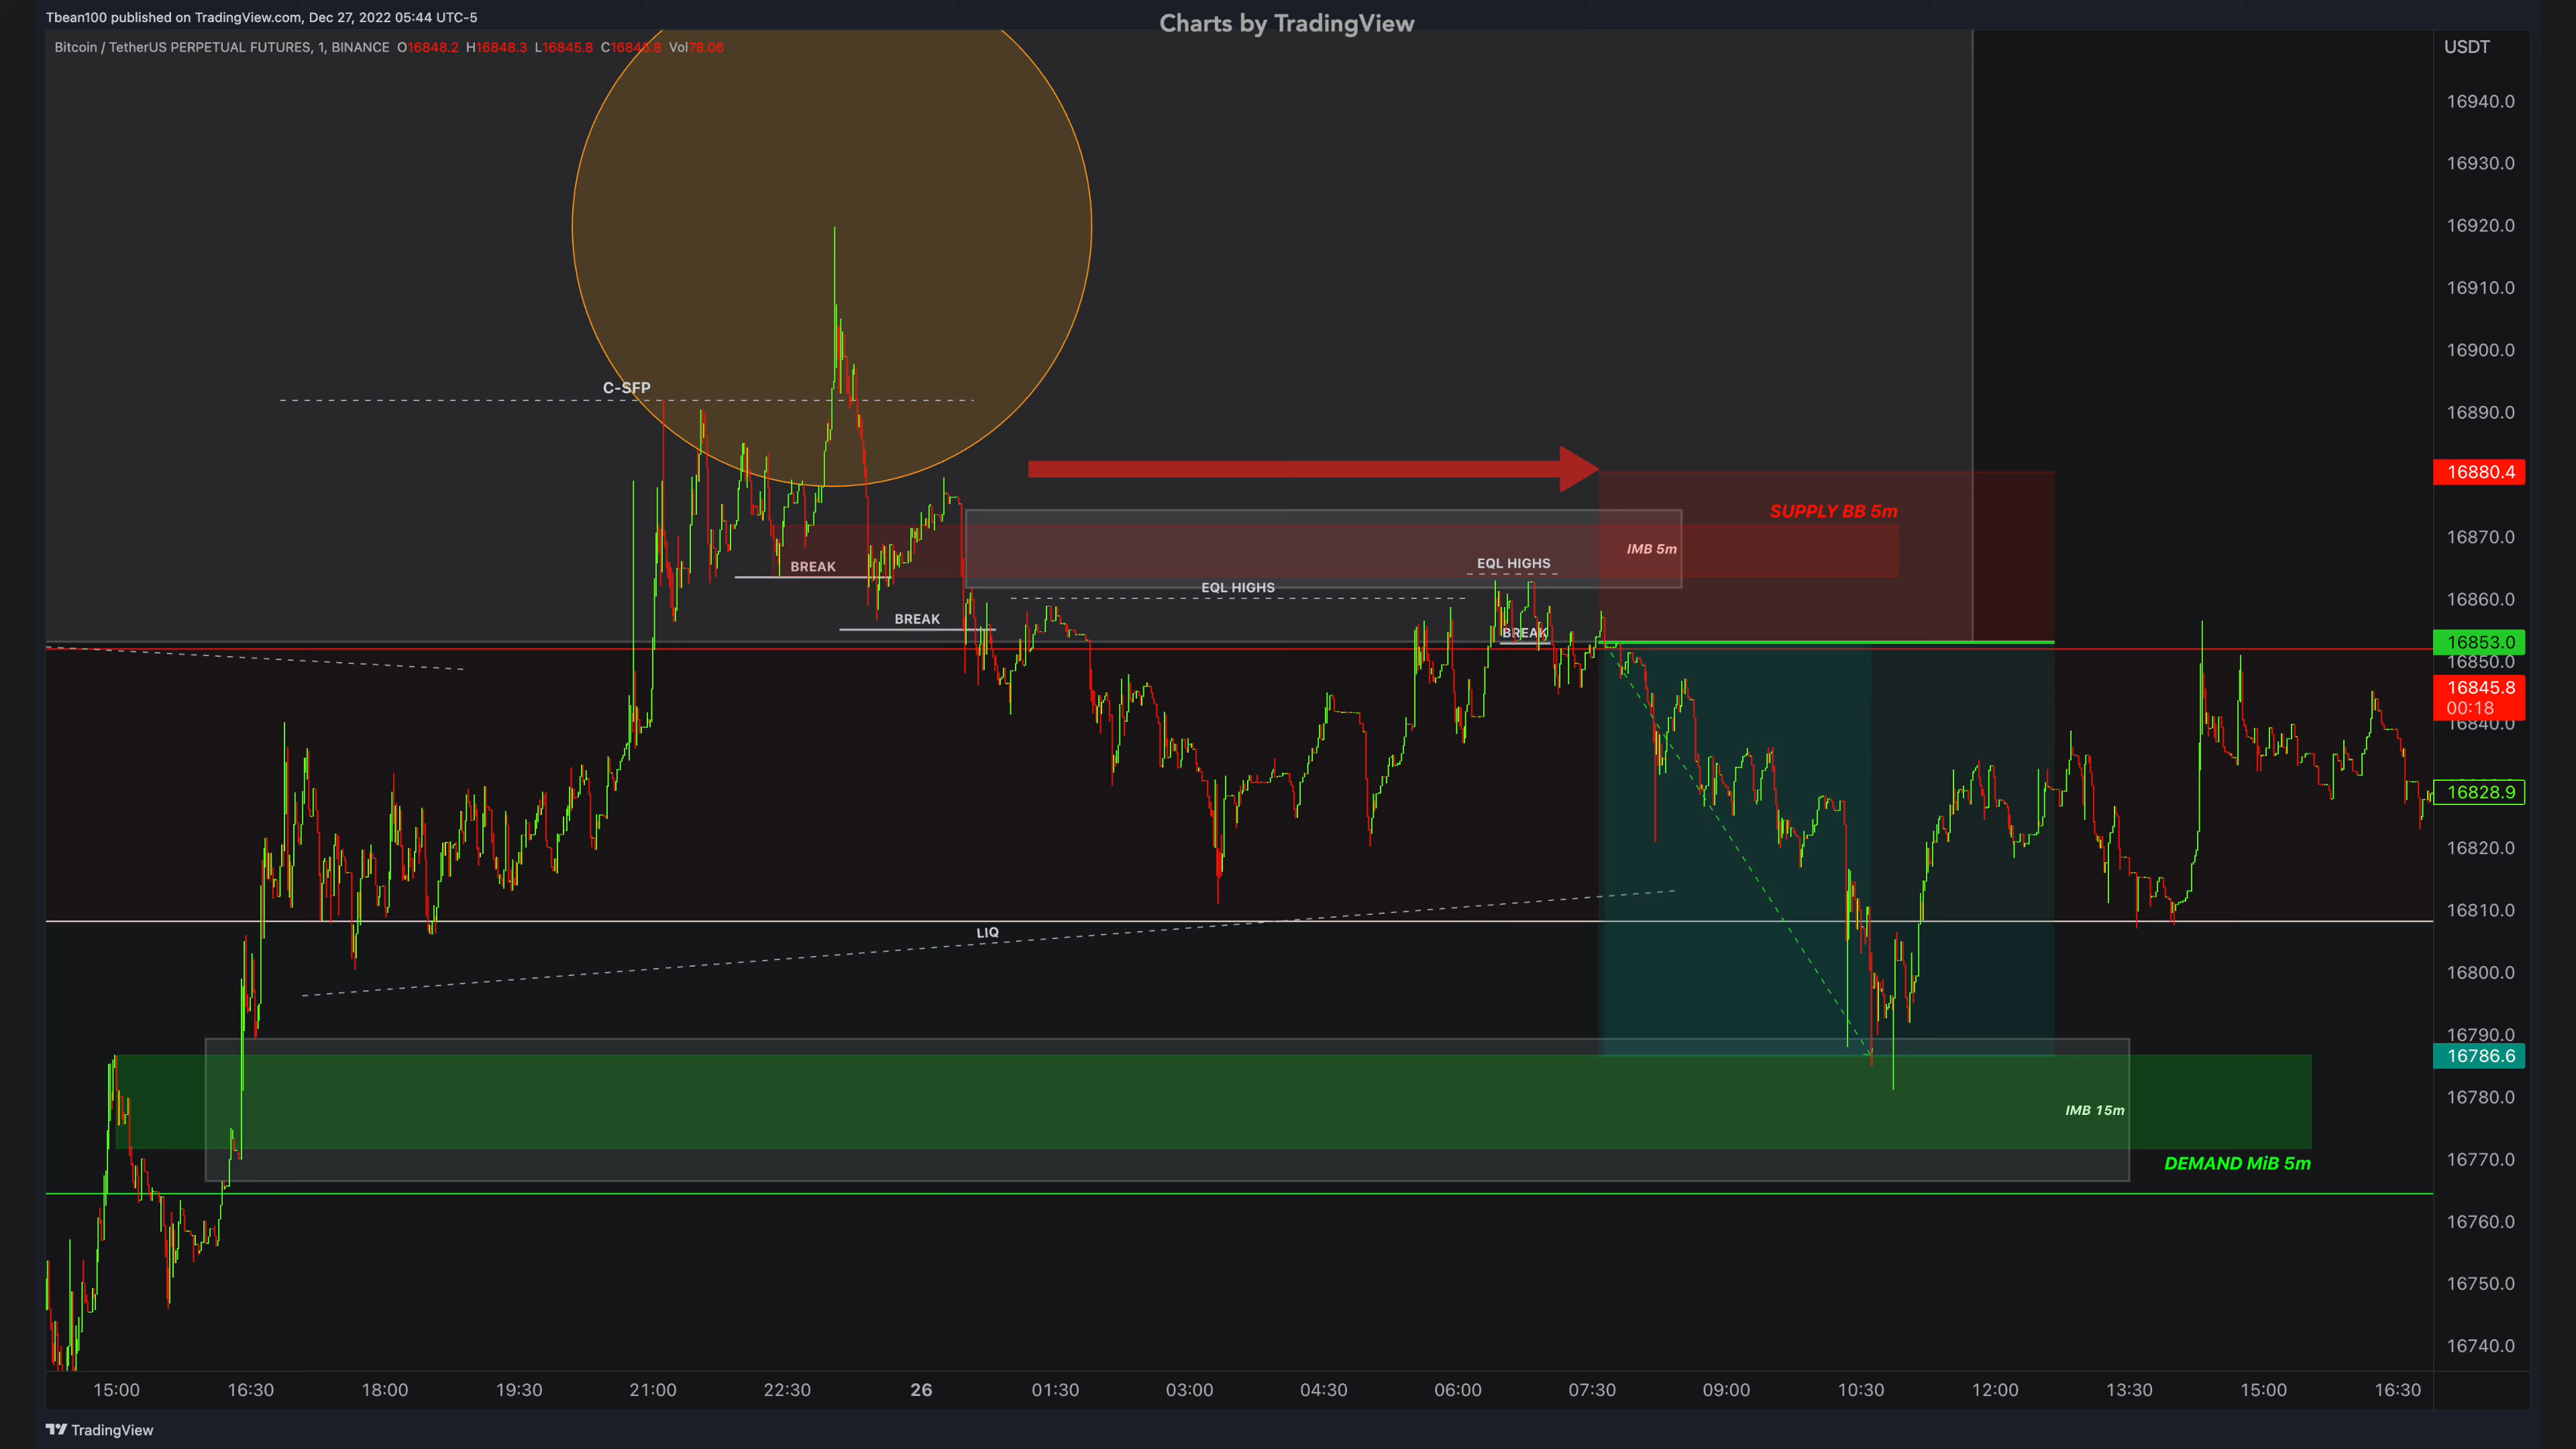 Tbean100 published on TradingView.com, Dec 27, 2022 05:44 UTC-5
Charts by TradingView
Bitcoin / TetherUS PERPETUAL FUTURES, 1, BINANCE O16848.2 H16848.3 L16845.8 C16845.8 Vol78.06
USDT
16940.0
16930.0
16920.0
16910.0
16900.0
C-SFP
16890.0
16880.4
SUPPLY BB 5m
16870.0
IMB 5m
BREAK
EQL HIGHS
EQL HIGHS
16860.0
BREAK
BREAK
16853.0
16850.0
16845.8
00:18
16840.0
16828.9
16820.0
16810.0
LIQ
16800.0
16790.0
16786.6
16780.0
IMB 15m
DEMAND MiB 5m
16770.0
16760.0
16750.0
16740.0
15:00 16:30 18:00 19:30 21:00 22:30 26 01:30 03:00 04:30 06:00 07:30 09:00 10:30 12:00 13:30 15:00 16:30
TradingView